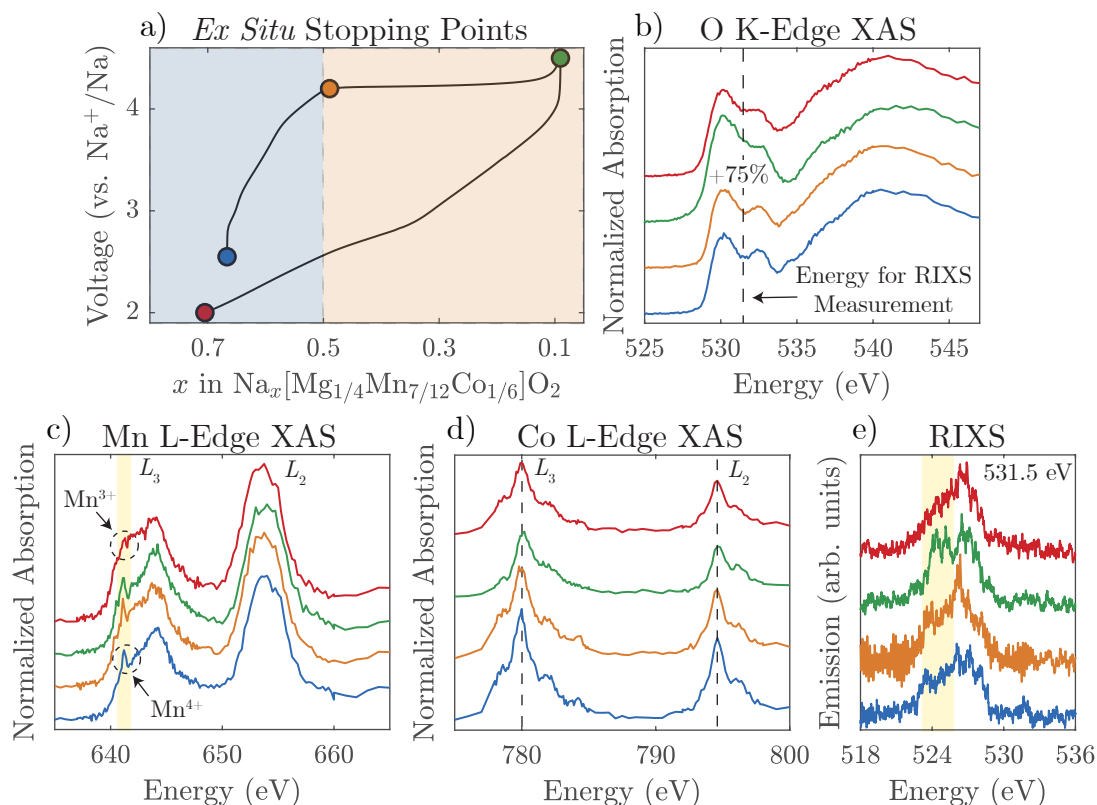 a) Ex Situ Stopping Points
Voltage (vs. Na⁺/Na)
4
3
2
0.7 0.5 0.3 0.1
x in Naₓ[Mg₁/₄Mn₇/₁₂Co₁/₆]O₂
b) O K-Edge XAS
Normalized Absorption
+75%
Energy for RIXS
Measurement
525 530 535 540 545
Energy (eV)
c) Mn L-Edge XAS
Normalized Absorption
L₃ L₂
Mn³⁺
Mn⁴⁺
640 650 660
Energy (eV)
d) Co L-Edge XAS
Normalized Absorption
L₃ L₂
780 790 800
Energy (eV)
e) RIXS
Emission (arb. units)
531.5 eV
518 524 530 536
Energy (eV)